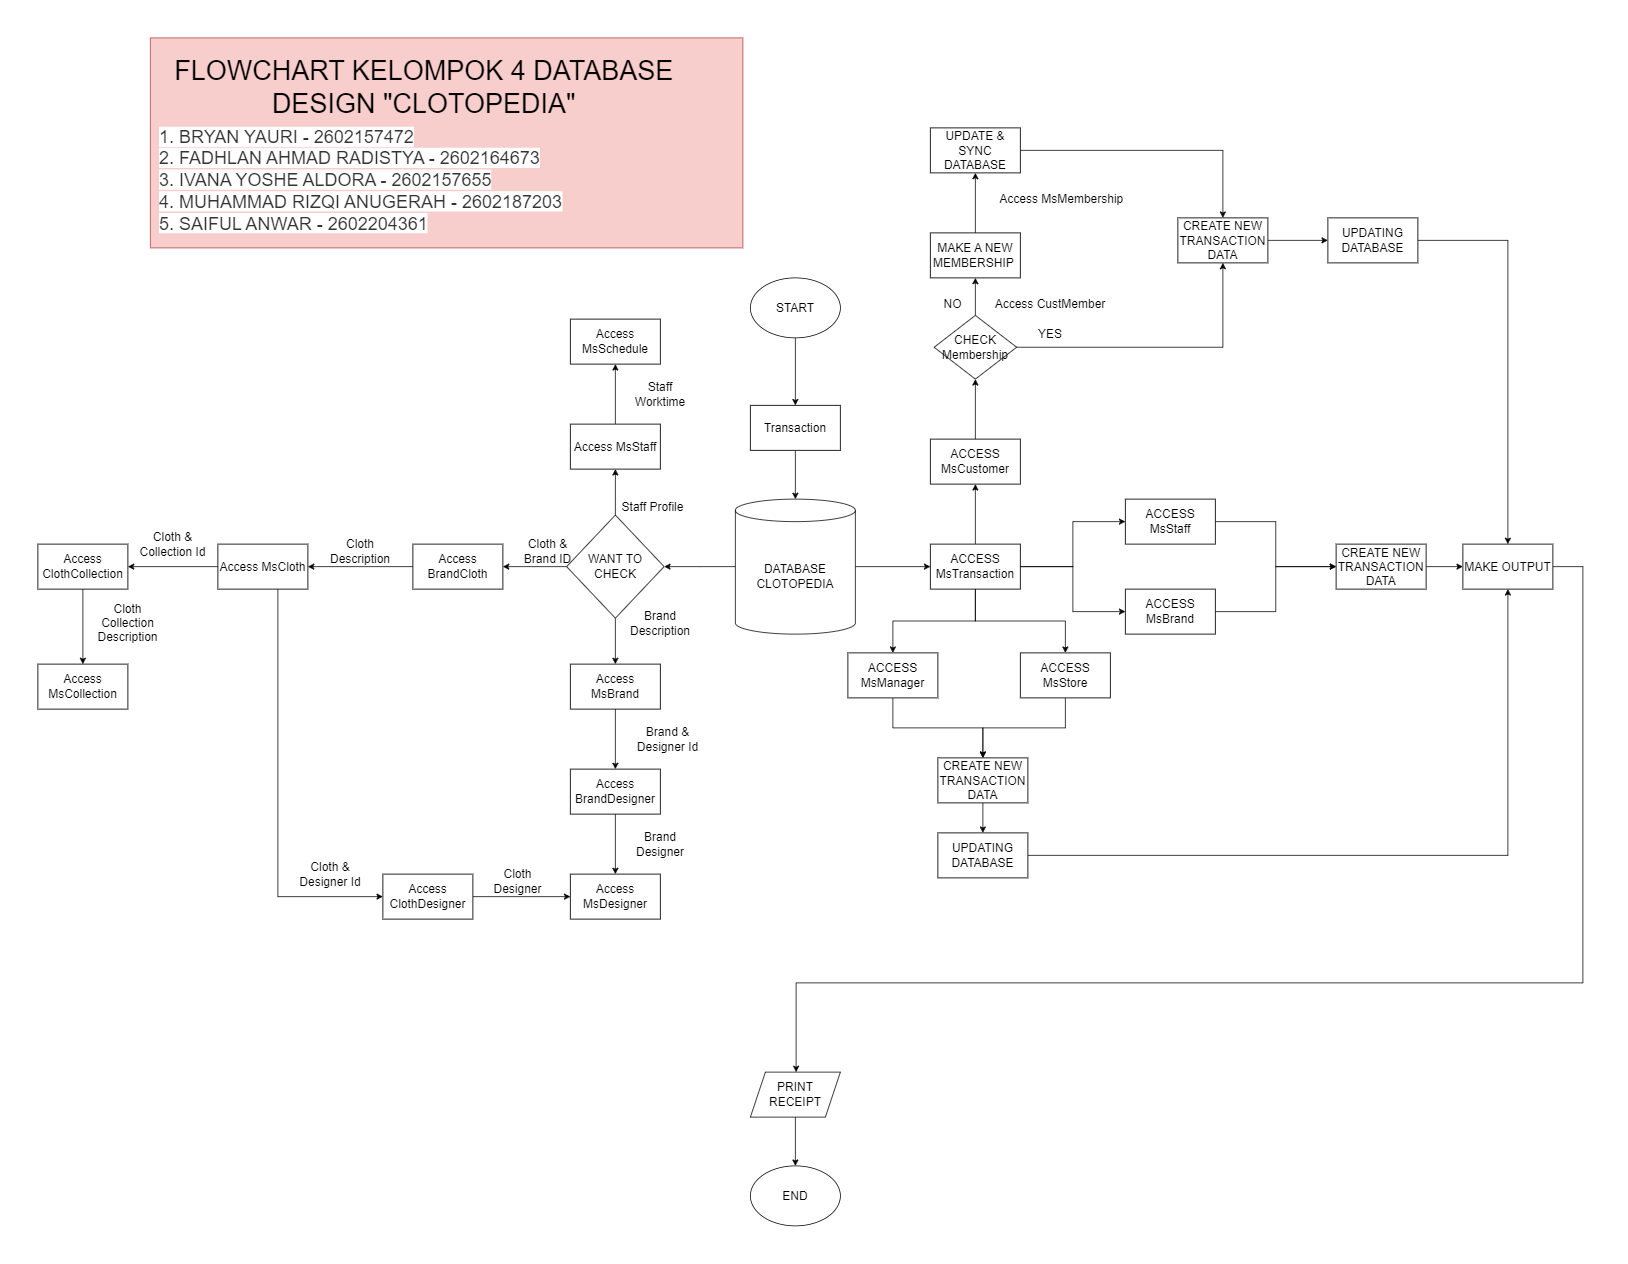 FLOWCHART KELOMPOK 4 DATABASE
DESIGN "CLOTOPEDIA"
1. BRYAN YAURI - 2602157472
2. FADHLAN AHMAD RADISTYA - 2602164673
3. IVANA YOSHE ALDORA - 2602157655
4. MUHAMMAD RIZQI ANUGERAH - 2602187203
5. SAIFUL ANWAR - 2602204361
START
Transaction
DATABASE
CLOTOPEDIA
WANT TO
CHECK
Staff Profile
Access MsStaff
Staff
Worktime
Access
MsSchedule
Cloth &
Brand ID
Access
BrandCloth
Cloth
Description
Access MsCloth
Cloth &
Collection Id
Access
ClothCollection
Cloth
Collection
Description
Access
MsCollection
Cloth &
Designer Id
Access
ClothDesigner
Cloth
Designer
Brand
Description
Access
MsBrand
Brand &
Designer Id
Access
BrandDesigner
Brand
Designer
Access
MsDesigner
ACCESS
MsTransaction
ACCESS
MsCustomer
CHECK
Membership
NO
Access CustMember
YES
MAKE A NEW
MEMBERSHIP
Access MsMembership
UPDATE &
SYNC
DATABASE
CREATE NEW
TRANSACTION
DATA
UPDATING
DATABASE
ACCESS
MsStaff
ACCESS
MsBrand
CREATE NEW
TRANSACTION
DATA
MAKE OUTPUT
ACCESS
MsManager
ACCESS
MsStore
CREATE NEW
TRANSACTION
DATA
UPDATING
DATABASE
PRINT
RECEIPT
END